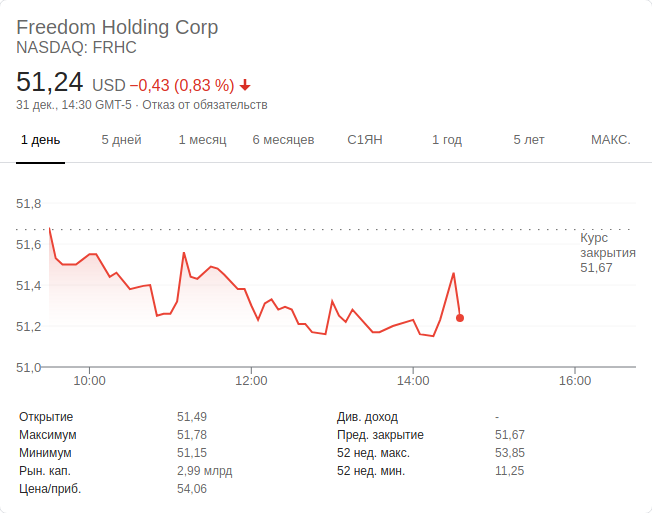 Freedom Holding Corp
NASDAQ: FRHC
51,24 USD −0,43 (0,83 %)
31 дек., 14:30 GMT-5 · Отказ от обязательств
1 день 5 дней 1 месяц 6 месяцев С1ЯН 1 год 5 лет МАКС.
51,8
51,6
51,4
51,2
51,0
Курс
закрытия
51,67
10:00 12:00 14:00 16:00
Открытие 51,49 Див. доход -
Максимум 51,78 Пред. закрытие 51,67
Минимум 51,15 52 нед. макс. 53,85
Рын. кап. 2,99 млрд 52 нед. мин. 11,25
Цена/приб. 54,06